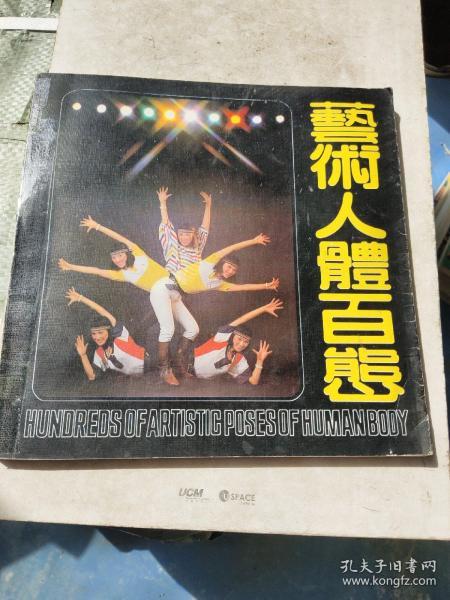 藝術人體百態
HUNDREDS OF ARTISTIC POSES OF HUMAN BODY
UCM
SPACE
孔夫子旧书网
www.kongfz.com